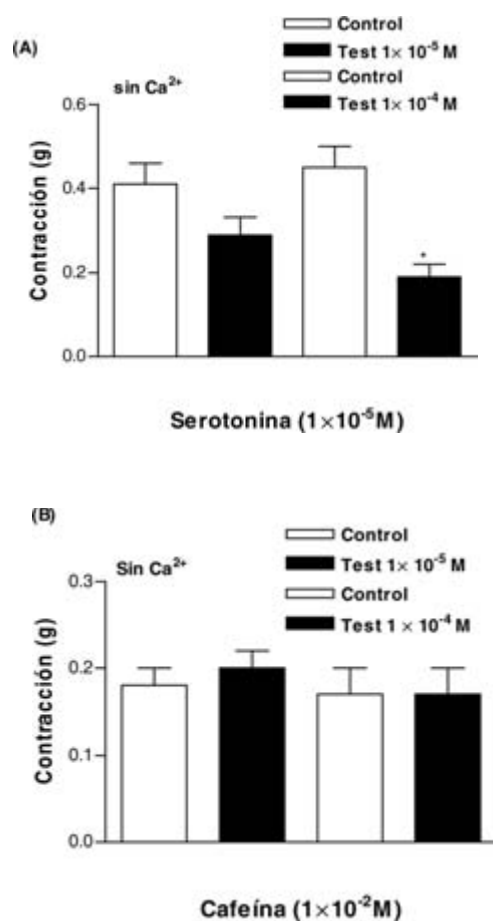 Control
(A)
Test 1× 10⁻⁵ M
Control
sin Ca²⁺
Test 1× 10⁻⁴ M
0.6
0.4
0.2
0.0
Contracción (g)
*
Serotonina (1×10⁻⁵M)
(B)
Control
Sin Ca²⁺
Test 1× 10⁻⁵ M
Control
Test 1 × 10⁻⁴ M
0.3
0.2
0.1
0.0
Contracción (g)
Cafeína (1×10⁻²M)